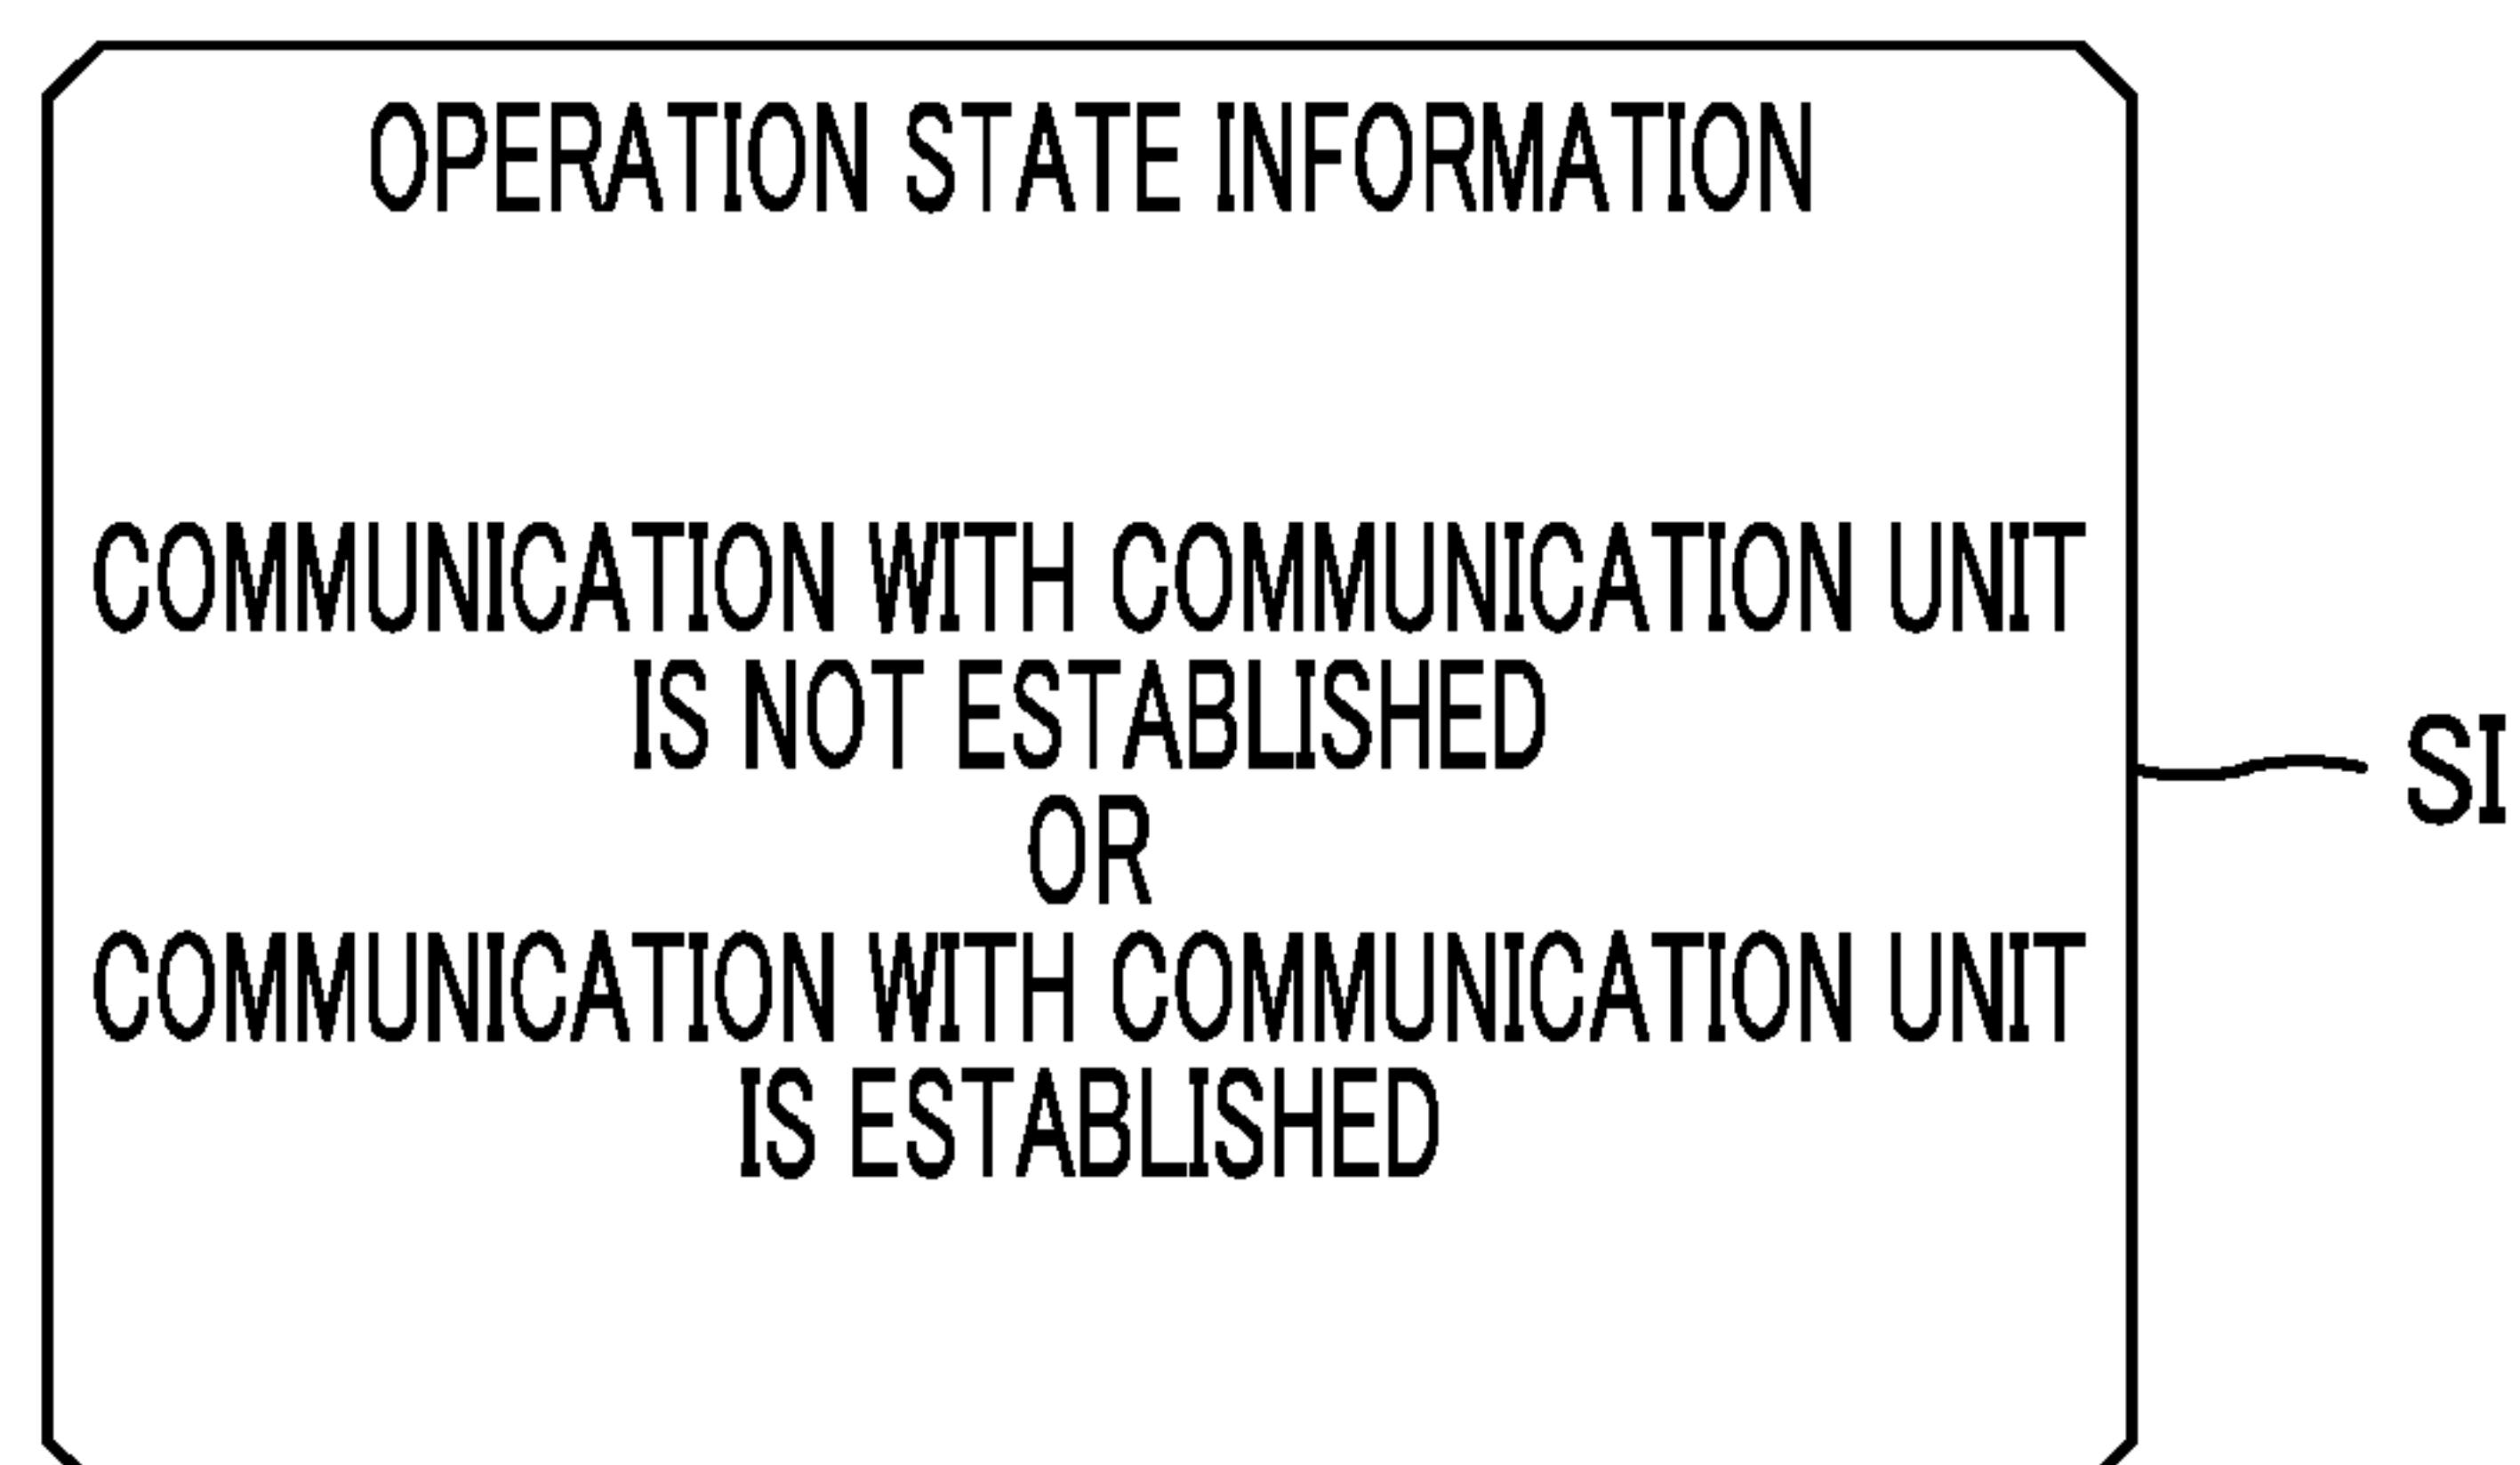 OPERATION STATE INFORMATION
COMMUNICATION WITH COMMUNICATION UNIT
IS NOT ESTABLISHED
OR
COMMUNICATION WITH COMMUNICATION UNIT
IS ESTABLISHED
SI